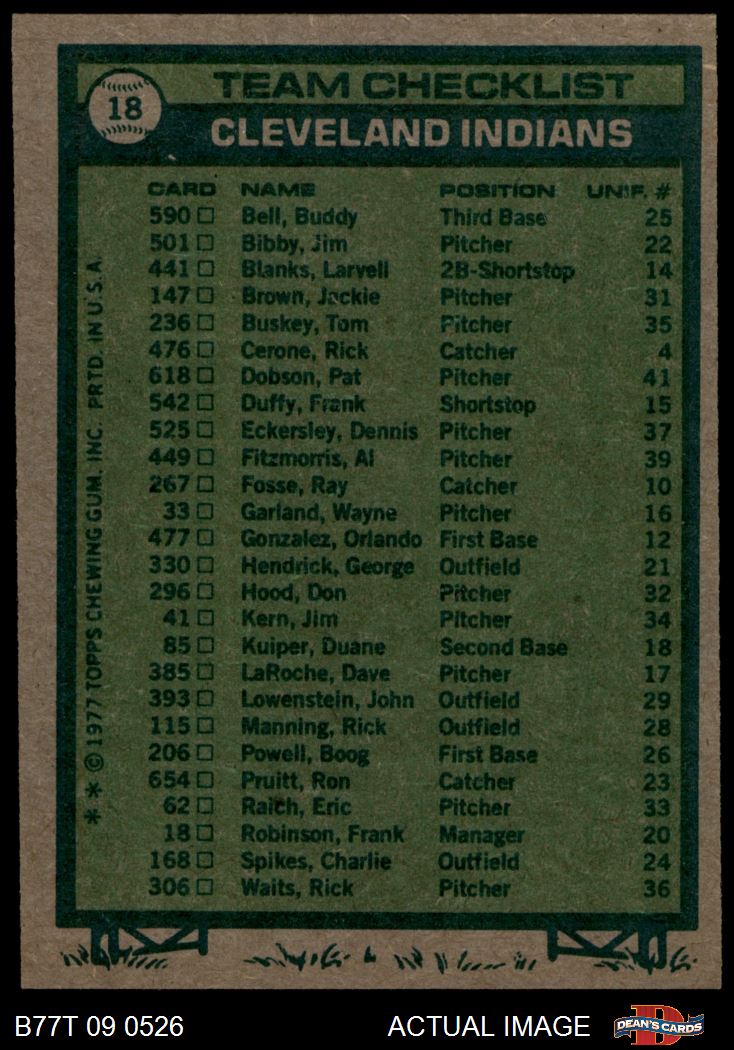 18
TEAM CHECKLIST
CLEVELAND INDIANS
CARD NAME POSITION UNIF. #
590 Bell, Buddy Third Base 25
501 Bibby, Jim Pitcher 22
441 Blanks, Larvell 2B-Shortstop 14
147 Brown, Jackie Pitcher 31
236 Buskey, Tom Pitcher 35
476 Cerone, Rick Catcher 4
618 Dobson, Pat Pitcher 41
542 Duffy, Frank Shortstop 15
525 Eckersley, Dennis Pitcher 37
449 Fitzmorris, Al Pitcher 39
267 Fosse, Ray Catcher 10
33 Garland, Wayne Pitcher 16
477 Gonzalez, Orlando First Base 12
330 Hendrick, George Outfield 21
296 Hood, Don Pitcher 32
41 Kern, Jim Pitcher 34
85 Kuiper, Duane Second Base 18
385 LaRoche, Dave Pitcher 17
393 Lowenstein, John Outfield 29
115 Manning, Rick Outfield 28
206 Powell, Boog First Base 26
654 Pruitt, Ron Catcher 23
62 Raich, Eric Pitcher 33
18 Robinson, Frank Manager 20
168 Spikes, Charlie Outfield 24
306 Waits, Rick Pitcher 36
** © 1977 TOPPS CHEWING GUM, INC. PRTD. IN U.S.A.
B77T 09 0526 ACTUAL IMAGE
D
DEAN'S CARDS